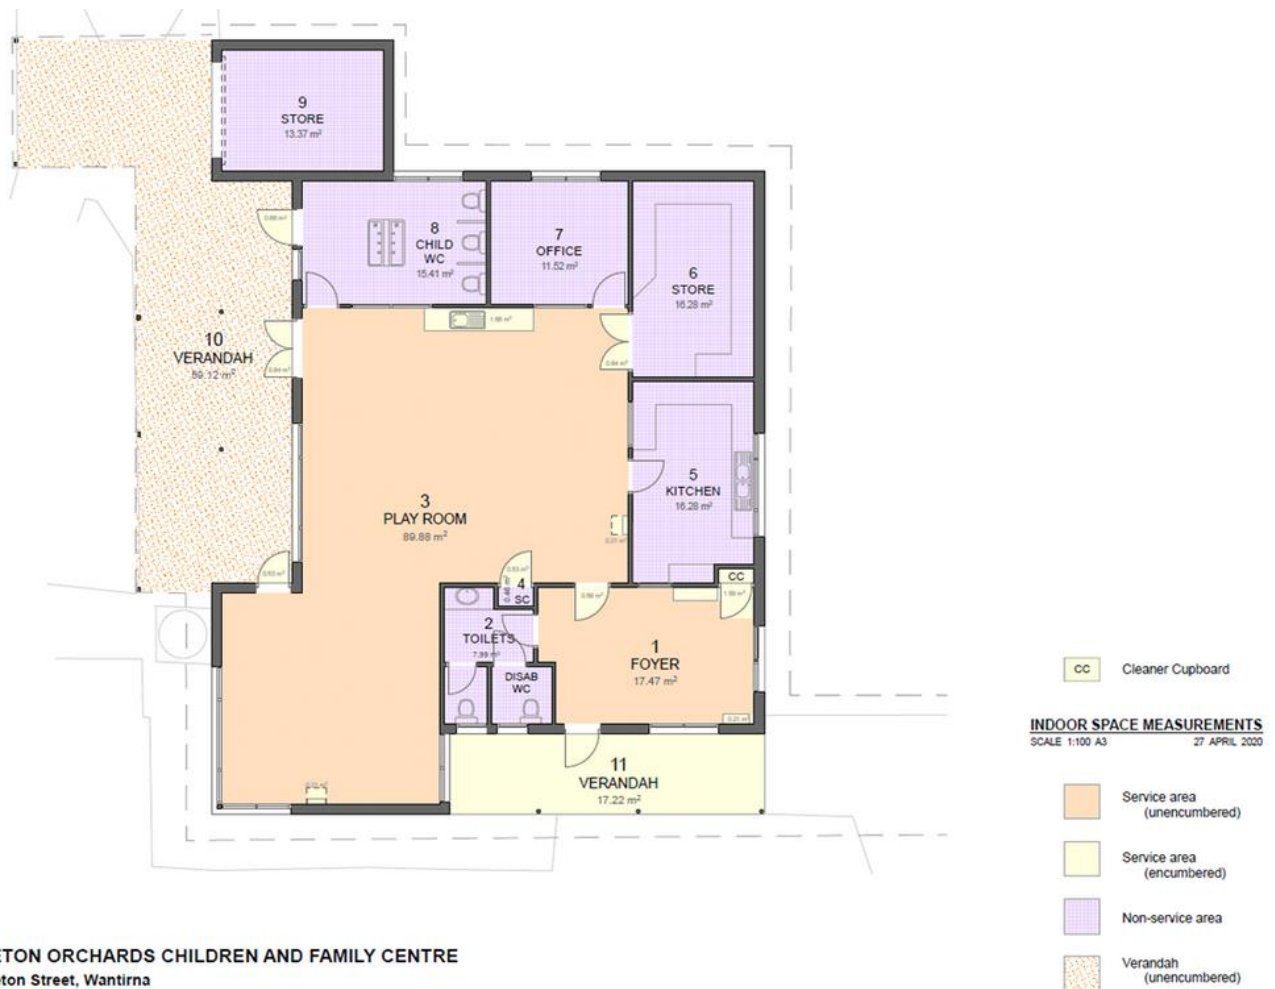 9
STORE
13.37 m²
8
CHILD
WC
15.41 m²
7
OFFICE
11.52 m²
6
STORE
16.28 m²
10
VERANDAH
59.12 m²
3
PLAY ROOM
89.88 m²
5
KITCHEN
16.28 m²
CC
4
SC
2
TOILETS
7.99 m²
DISAB
WC
1
FOYER
17.47 m²
11
VERANDAH
17.22 m²
CC Cleaner Cupboard
INDOOR SPACE MEASUREMENTS
SCALE 1:100 A3 27 APRIL 2020
Service area
(unencumbered)
Service area
(encumbered)
Non-service area
Verandah
(unencumbered)
ETON ORCHARDS CHILDREN AND FAMILY CENTRE
eton Street, Wantirna